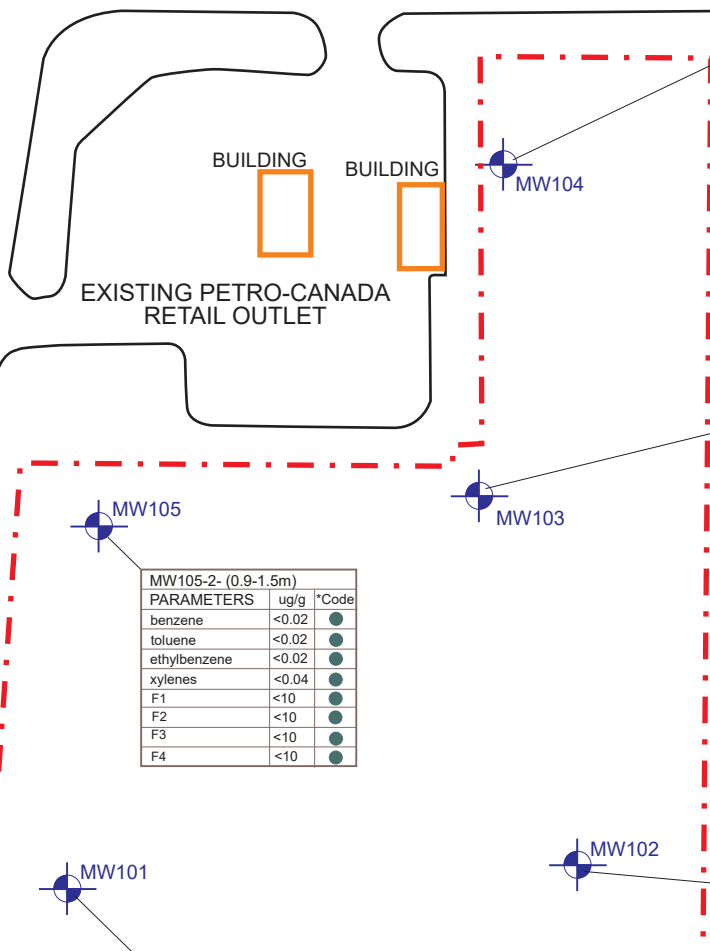 BUILDING
BUILDING
MW104
EXISTING PETRO-CANADA
RETAIL OUTLET
MW105
MW103
MW105-2- (0.9-1.5m)
PARAMETERS ug/g *Code
benzene <0.02
toluene <0.02
ethylbenzene <0.02
xylenes <0.04
F1 <10
F2 <10
F3 <10
F4 <10
MW102
MW101